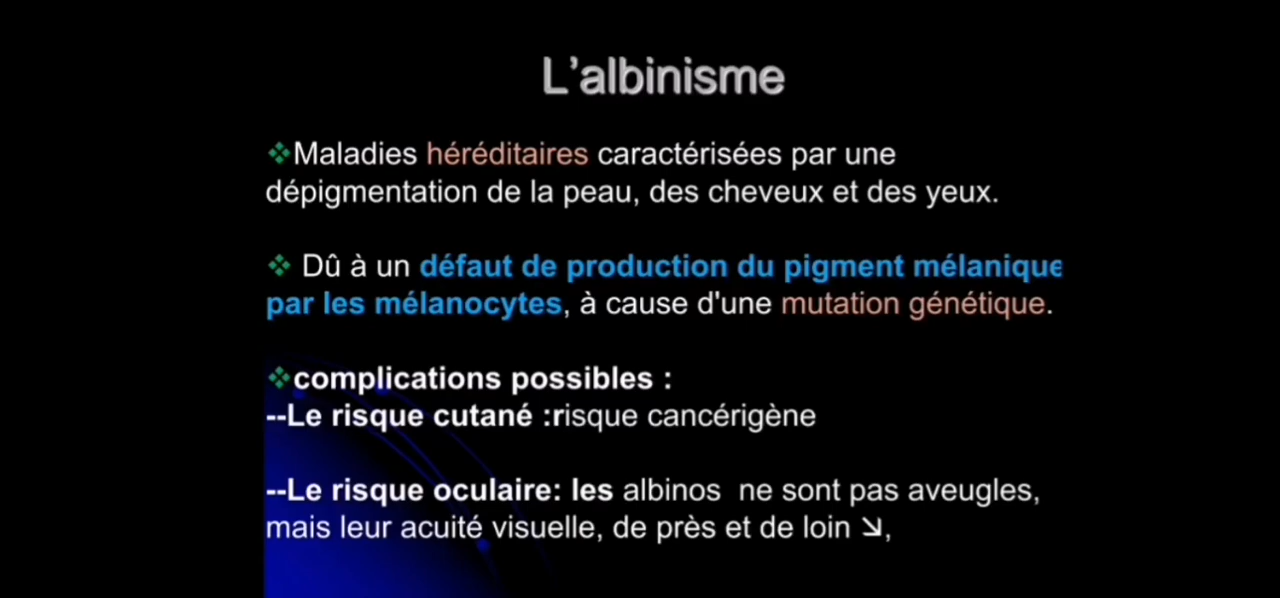 L'albinisme
❖Maladies héréditaires caractérisées par une
dépigmentation de la peau, des cheveux et des yeux.
❖ Dû à un défaut de production du pigment mélanique
par les mélanocytes, à cause d'une mutation génétique.
❖complications possibles :
--Le risque cutané :risque cancérigène
--Le risque oculaire: les albinos  ne sont pas aveugles,
mais leur acuité visuelle, de près et de loin ↘,